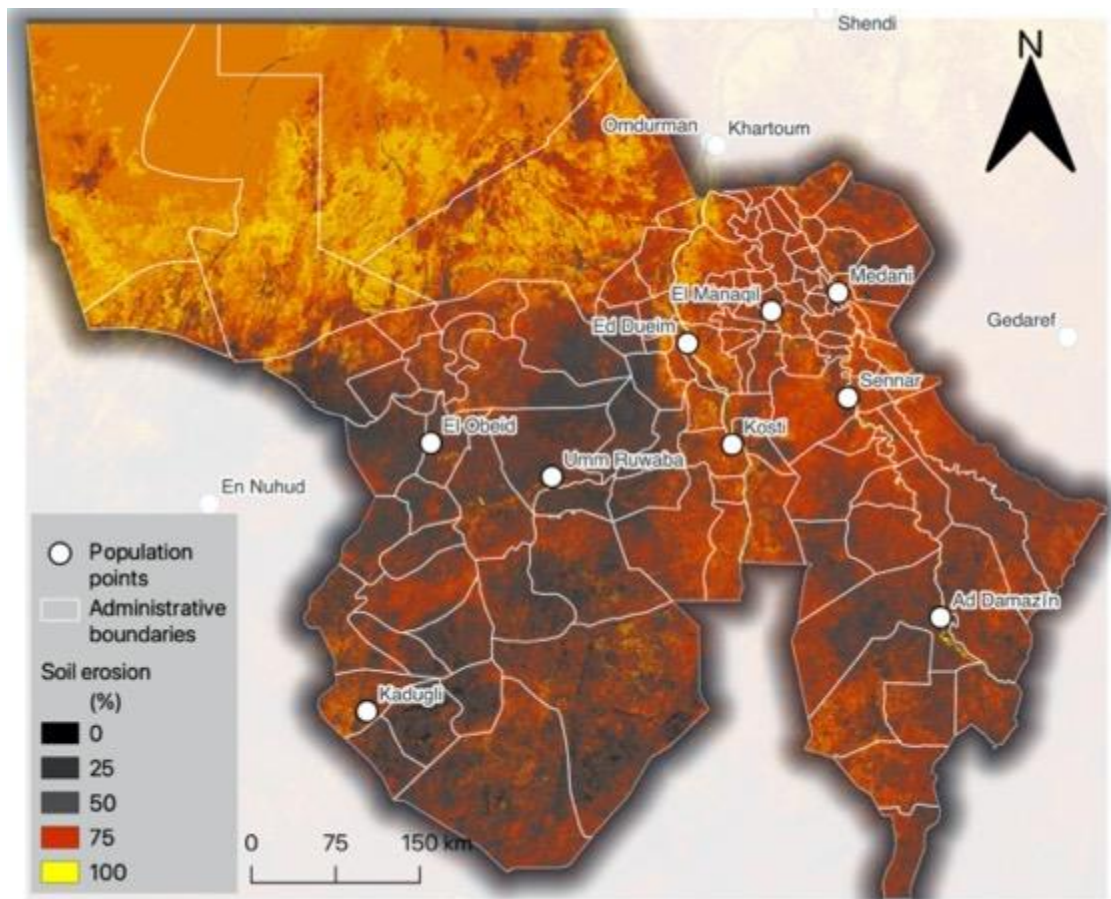 Shendi
N
Omdurman
Khartoum
Medani
El Manaqil
Ed Dueim
Gedaref
Sennar
El Obeid
Kosti
Umm Ruwaba
En Nuhud
Population
points
Administrative
boundaries
Ad Damazin
Soil erosion
(%)
Kadugli
0
25
50
75
100
0 75 150 km